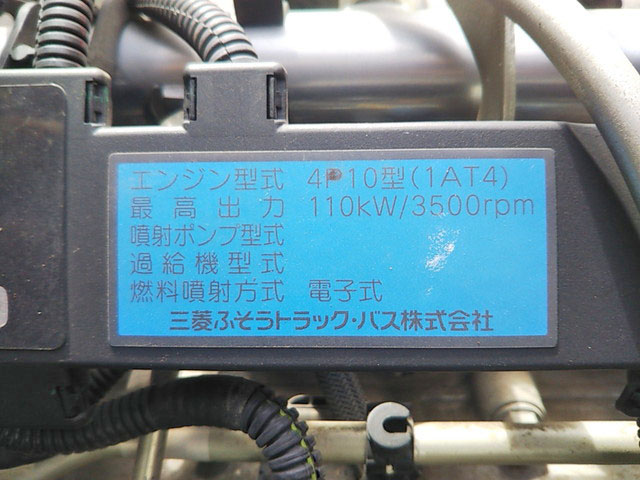 エンジン型式 4P10型(1AT4)
最高出力 110kW/3500rpm
噴射ポンプ型式
過給機型式
燃料噴射方式 電子式
三菱ふそうトラック・バス株式会社